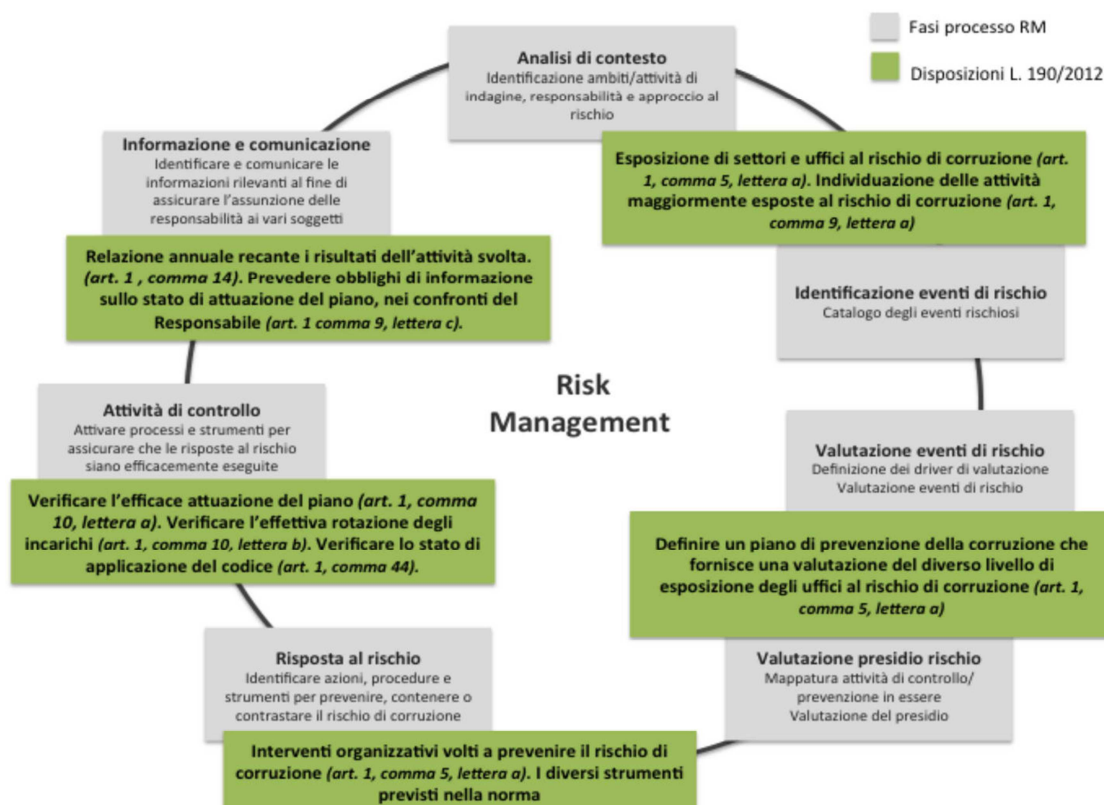 Fasi processo RM
Disposizioni L. 190/2012
Analisi di contesto
Identificazione ambiti/attività di
indagine, responsabilità e approccio al
rischio
Esposizione di settori e uffici al rischio di corruzione (art.
1, comma 5, lettera a). Individuazione delle attività
maggiormente esposte al rischio di corruzione (art. 1,
comma 9, lettera a)
Identificazione eventi di rischio
Catalogo degli eventi rischiosi
Valutazione eventi di rischio
Definizione dei driver di valutazione
Valutazione eventi di rischio
Definire un piano di prevenzione della corruzione che
fornisce una valutazione del diverso livello di
esposizione degli uffici al rischio di corruzione (art. 1,
comma 5, lettera a)
Valutazione presidio rischio
Mappatura attività di controllo/
prevenzione in essere
Valutazione del presidio
Risposta al rischio
Identificare azioni, procedure e
strumenti per prevenire, contenere o
contrastare il rischio di corruzione
Interventi organizzativi volti a prevenire il rischio di
corruzione (art. 1, comma 5, lettera a). I diversi strumenti
previsti nella norma
Attività di controllo
Attivare processi e strumenti per
assicurare che le risposte al rischio
siano efficacemente eseguite
Verificare l'efficace attuazione del piano (art. 1, comma
10, lettera a). Verificare l'effettiva rotazione degli
incarichi (art. 1, comma 10, lettera b). Verificare lo stato di
applicazione del codice (art. 1, comma 44).
Informazione e comunicazione
Identificare e comunicare le
informazioni rilevanti al fine di
assicurare l'assunzione delle
responsabilità ai vari soggetti
Relazione annuale recante i risultati dell'attività svolta.
(art. 1 , comma 14). Prevedere obblighi di informazione
sullo stato di attuazione del piano, nei confronti del
Responsabile (art. 1 comma 9, lettera c).
Risk
Management